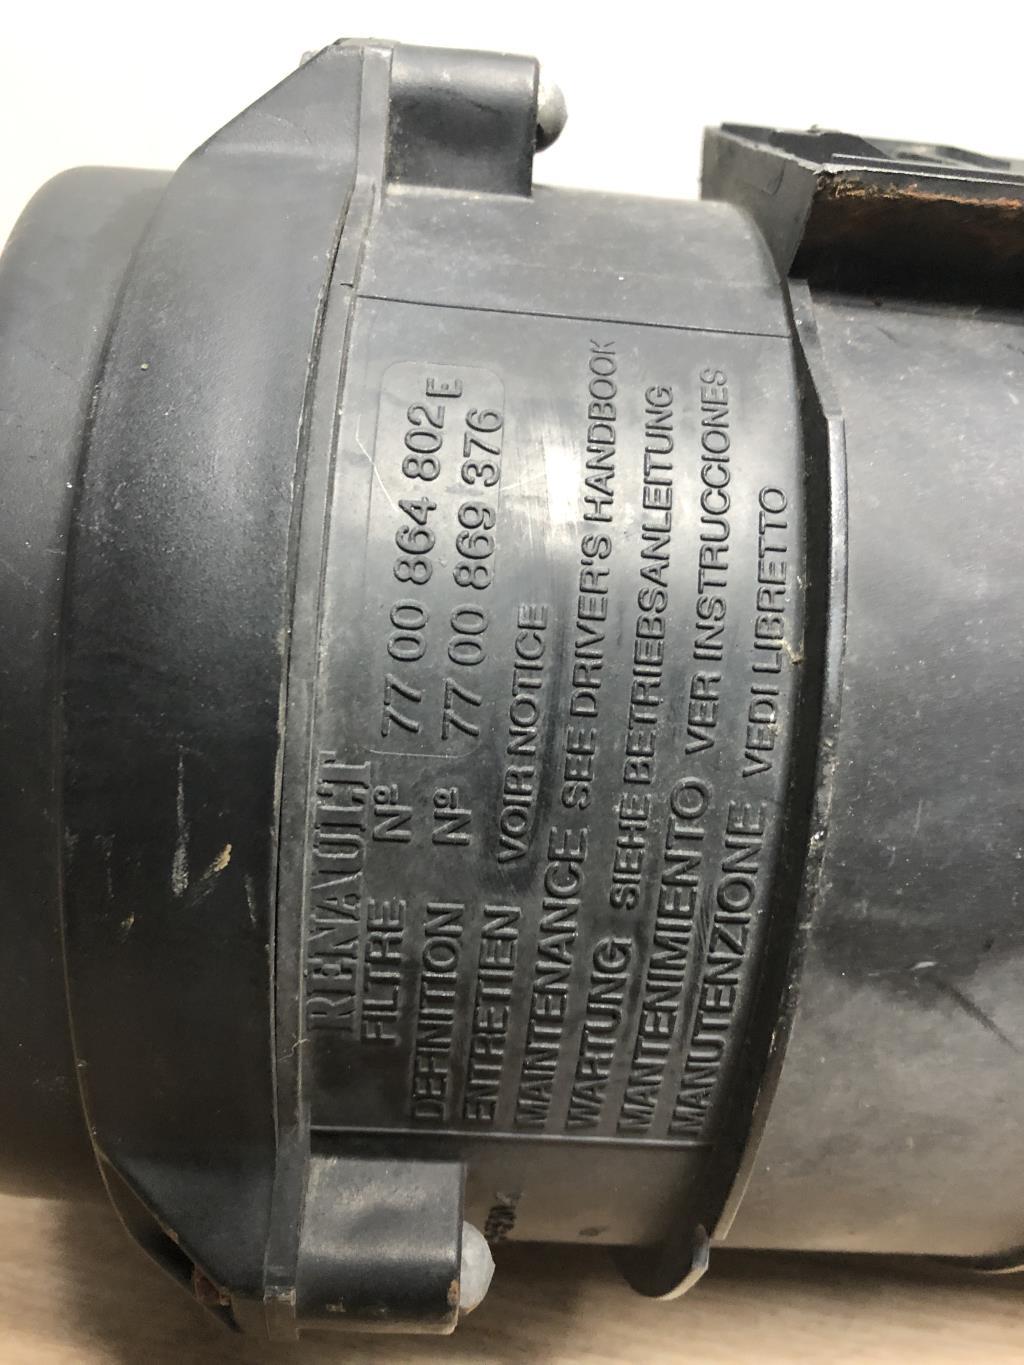 RENAULT
FILTRE Nº 77 00 864 802 E
DEFINITION Nº 77 00 869 376
ENTRETIEN VOIR NOTICE
MAINTENANCE SEE DRIVER'S HANDBOOK
WARTUNG SIEHE BETRIEBSANLEITUNG
MANTENIMIENTO VER INSTRUCCIONES
MANUTENZIONE VEDI LIBRETTO